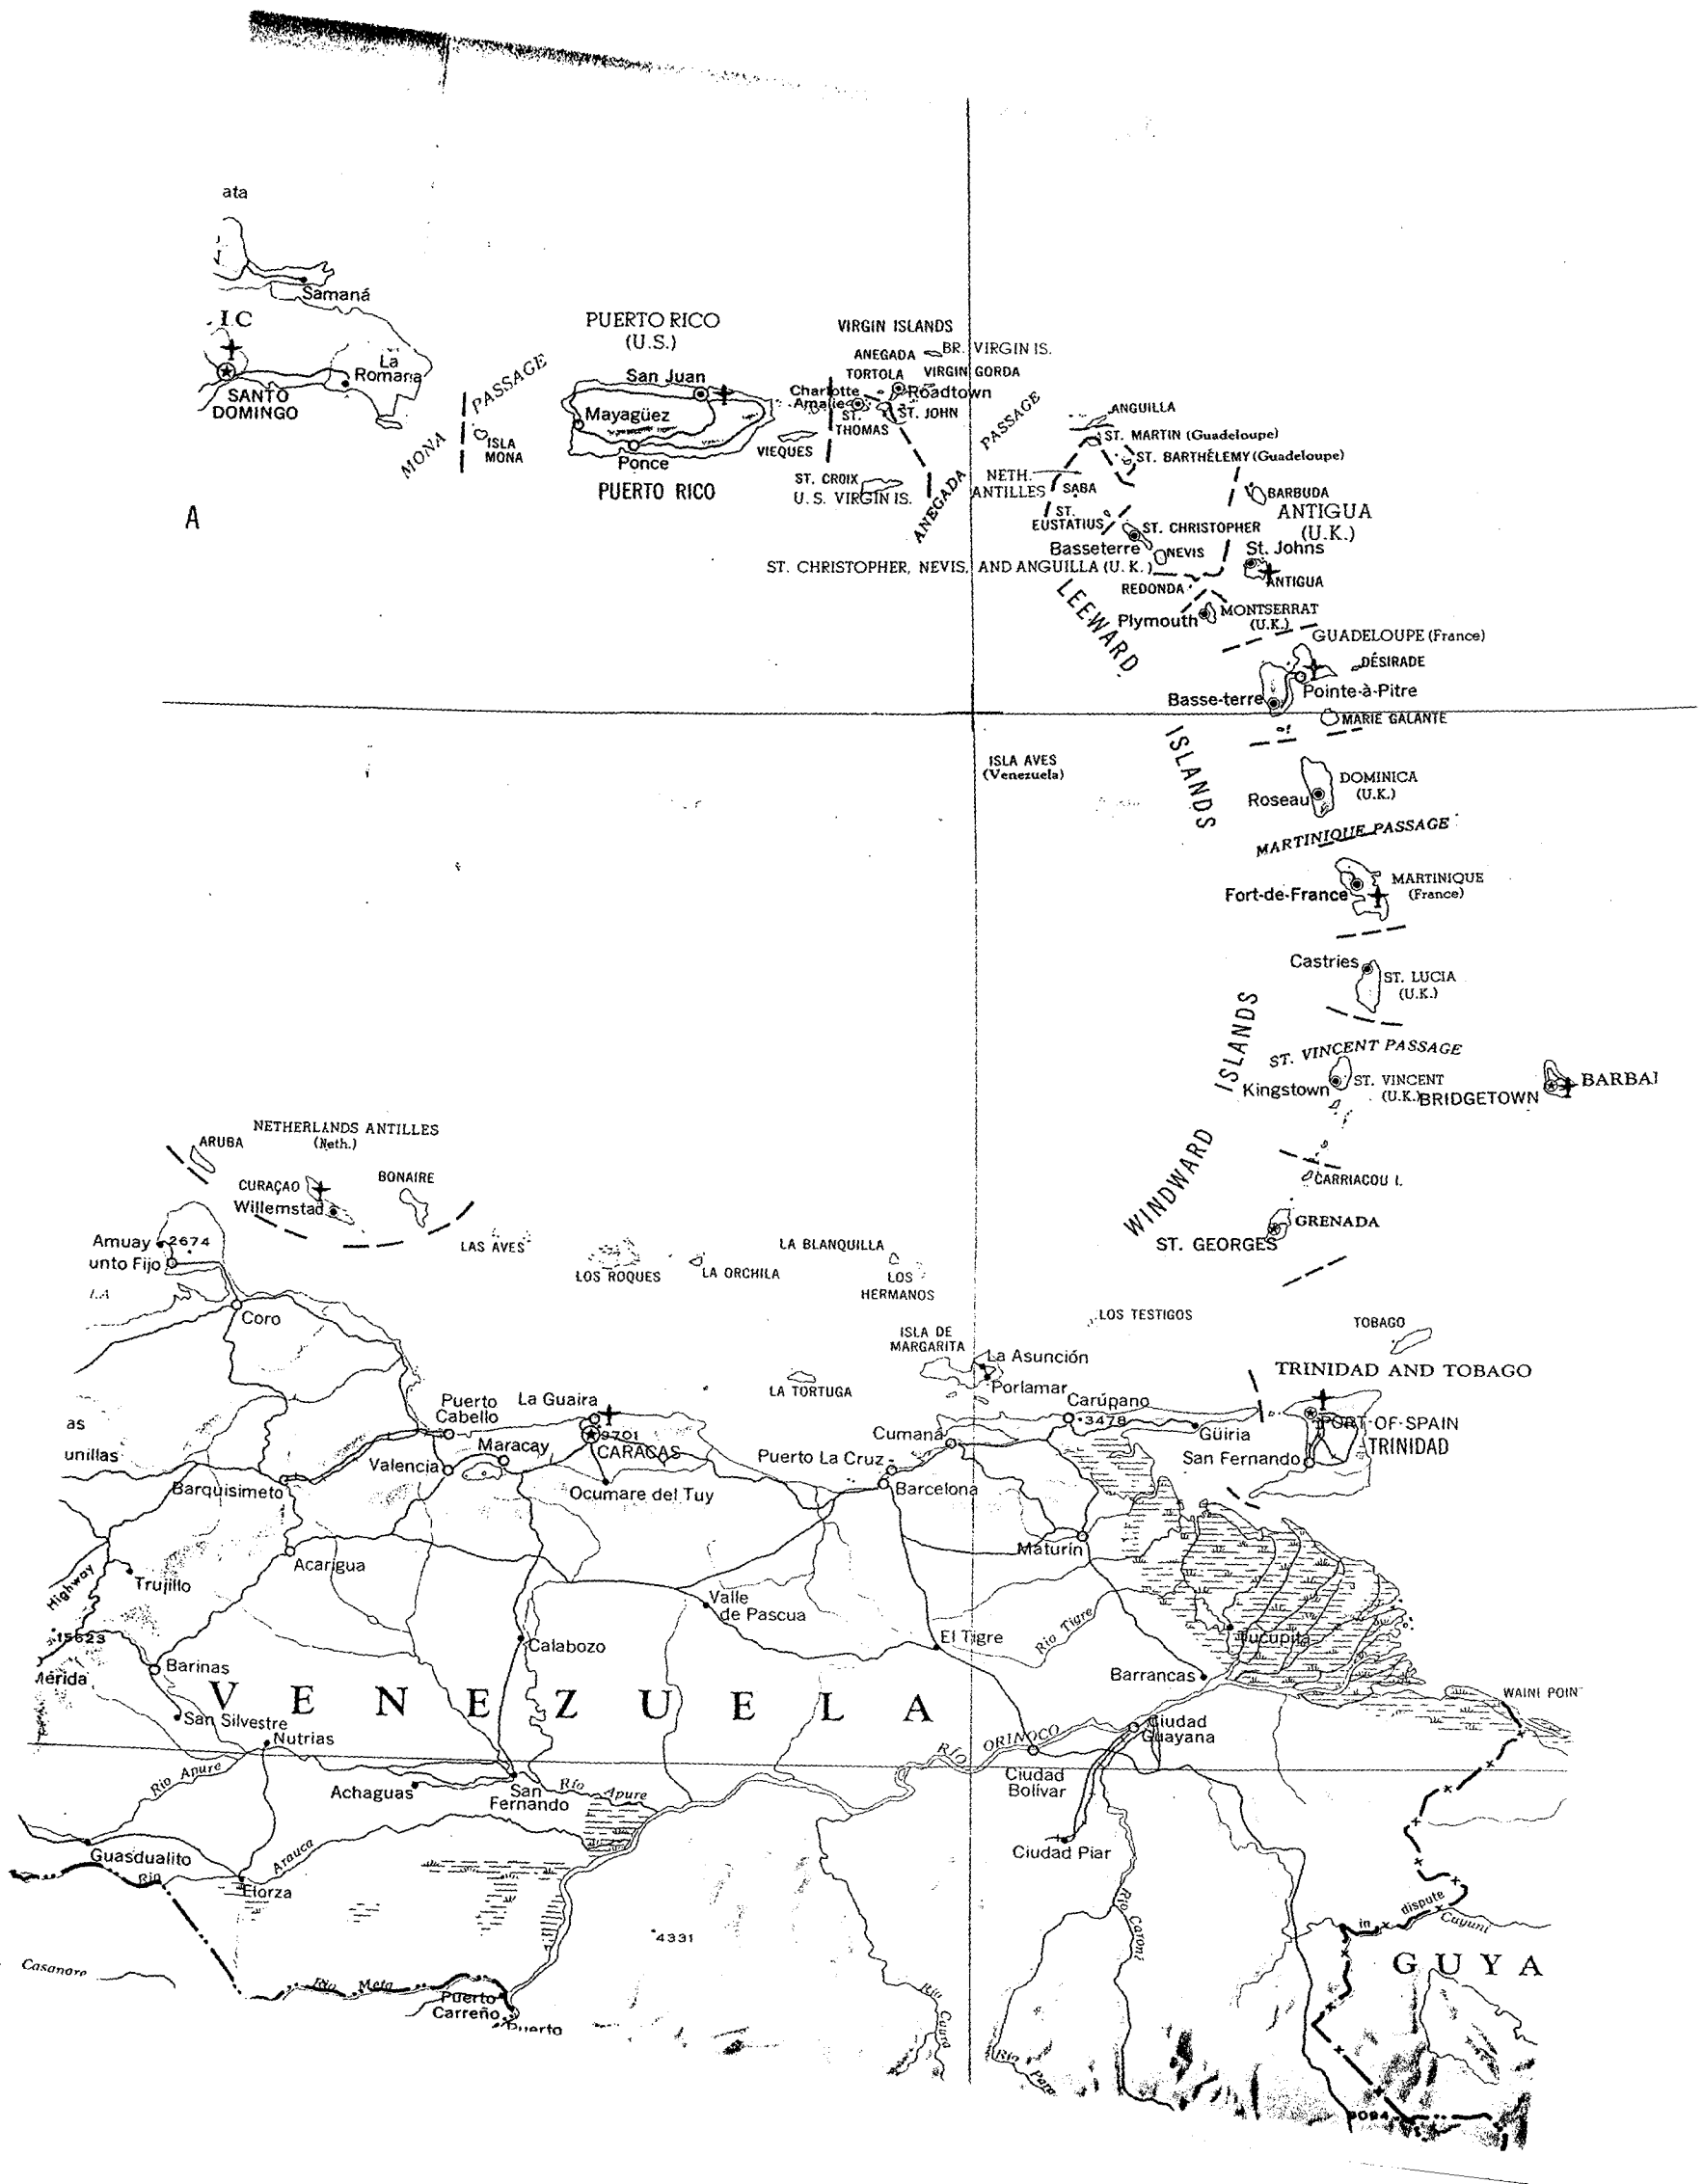 ata
Samaná
I.C
SANTO
DOMINGO
La
Romana
MONA PASSAGE
ISLA
MONA
PUERTO RICO
(U.S.)
San Juan
Mayagüez
Ponce
PUERTO RICO
VIEQUES
VIRGIN ISLANDS
ANEGADA
BR. VIRGIN IS.
TORTOLA
VIRGIN GORDA
Charlotte
Amalie
Roadtown
ST.
THOMAS
ST. JOHN
ST. CROIX
U.S. VIRGIN IS.
ANEGADA PASSAGE
ANGUILLA
ST. MARTIN (Guadeloupe)
ST. BARTHÉLEMY (Guadeloupe)
NETH.
ANTILLES
SABA
ST.
EUSTATIUS
BARBUDA
ANTIGUA
(U.K.)
ST. CHRISTOPHER
Basseterre
NEVIS
St. Johns
ANTIGUA
ST. CHRISTOPHER, NEVIS, AND ANGUILLA (U.K.)
REDONDA
Plymouth
MONTSERRAT
(U.K.)
A
LEEWARD
ISLANDS
GUADELOUPE (France)
DÉSIRADE
Pointe-à-Pitre
Basse-terre
MARIE GALANTE
ISLA AVES
(Venezuela)
DOMINICA
(U.K.)
Roseau
MARTINIQUE PASSAGE
MARTINIQUE
(France)
Fort-de-France
Castries
ST. LUCIA
(U.K.)
WINDWARD
ISLANDS
ST. VINCENT PASSAGE
Kingstown
ST. VINCENT
(U.K.)
BRIDGETOWN
BARBAI
CARRIACOU I.
GRENADA
ST. GEORGES
NETHERLANDS ANTILLES
(Neth.)
ARUBA
CURAÇAO
Willemstad
BONAIRE
LAS AVES
LOS ROQUES
LA ORCHILA
LA BLANQUILLA
LOS
HERMANOS
LOS TESTIGOS
TOBAGO
TRINIDAD AND TOBAGO
Amuay
2674
unto Fijo
LA
Coro
ISLA DE
MARGARITA
La Asunción
Porlamar
LA TORTUGA
Carúpano
3478
Güiria
PORT-OF-SPAIN
TRINIDAD
San Fernando
Puerto
Cabello
La Guaira
9701
CARACAS
Maracay
Valencia
Ocumare del Tuy
Cumaná
Puerto La Cruz
Barcelona
as
unillas
Barquisimeto
Acarigua
Maturín
Highway
Trujillo
15623
Mérida
Barinas
San Silvestre
Nutrias
Calabozo
Valle
de Pascua
El Tigre
Río Tigre
Tucupita
Barrancas
WAINI POIN
VENEZUELA
RÍO ORINOCO
Ciudad
Guayana
Ciudad
Bolívar
Ciudad Piar
Río Apure
Achaguas
San
Fernando
Río Apure
Guasdualito
Río
Arauca
Elorza
4331
Casanare
Río Meta
Puerto
Carreño
Puerto
Río
Caura
Río
Para
Río
Caroní
in dispute
Cuyuni
GUYA
9094